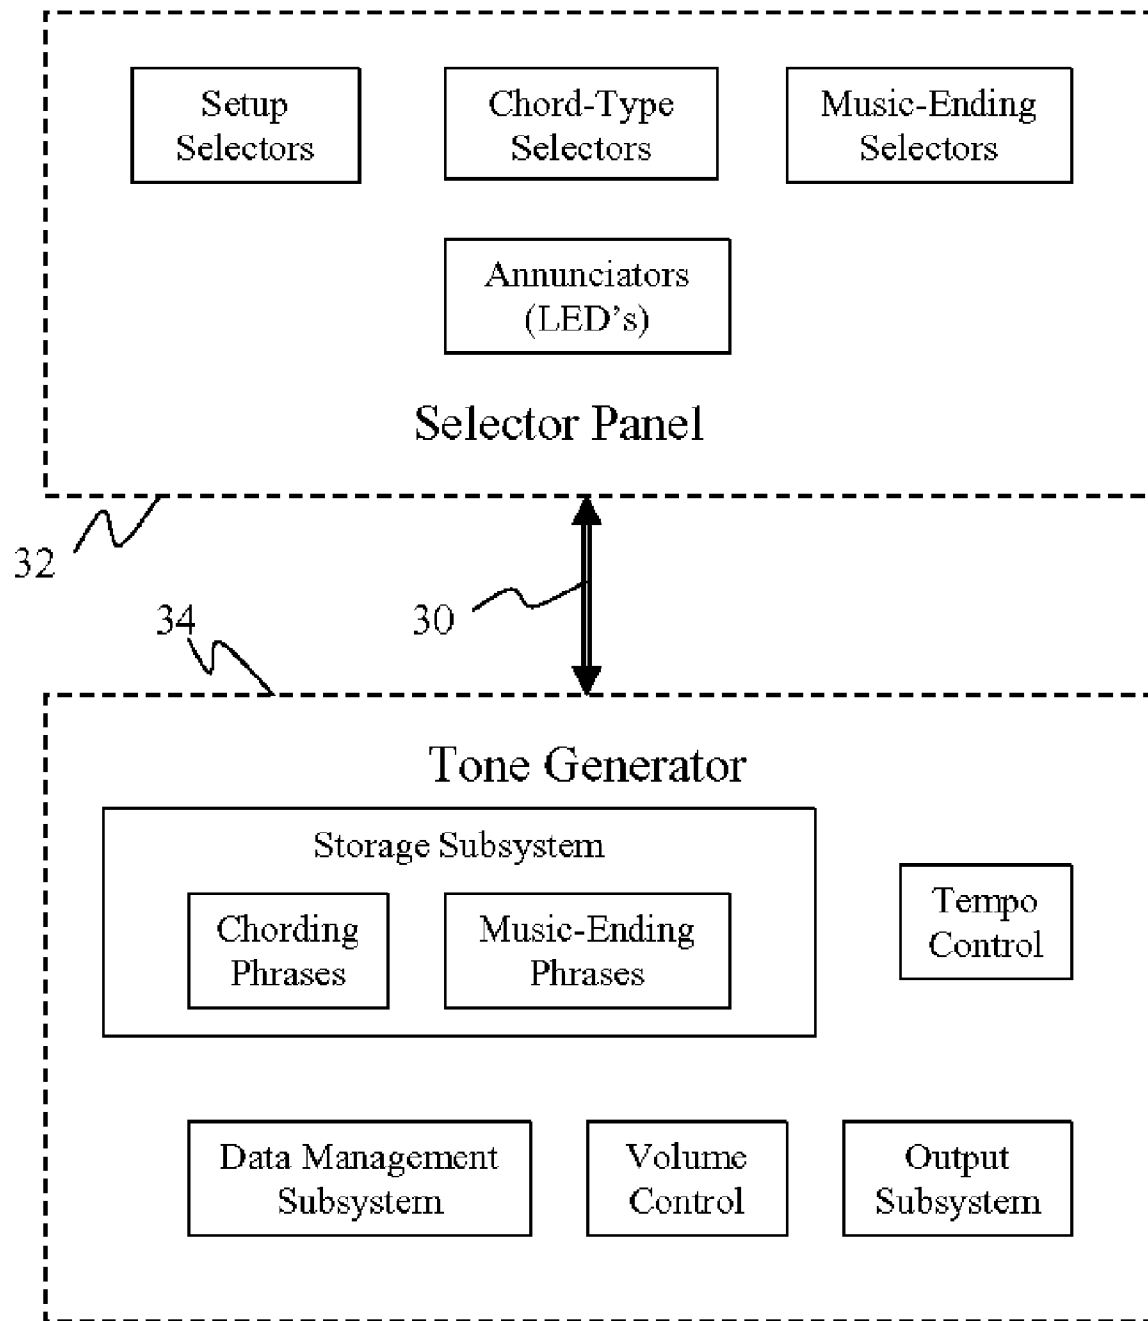 Setup
Selectors
Chord-Type
Selectors
Music-Ending
Selectors
Annunciators
(LED’s)
Selector Panel
32
34
30
Tone Generator
Storage Subsystem
Chording
Phrases
Music-Ending
Phrases
Tempo
Control
Data Management
Subsystem
Volume
Control
Output
Subsystem